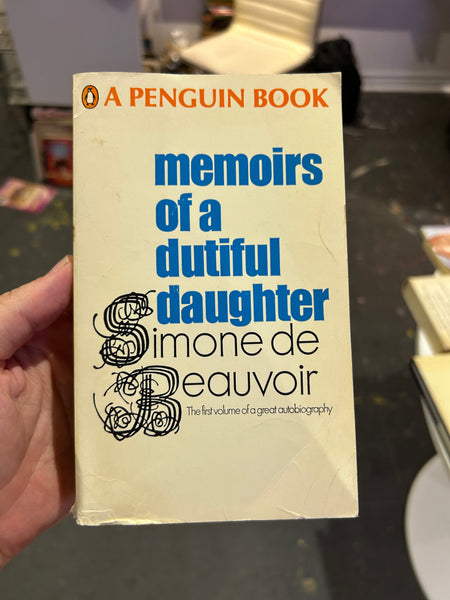 A PENGUIN BOOK
memoirs
of a
dutiful
daughter
Simone de
Beauvoir
The first volume of a great autobiography